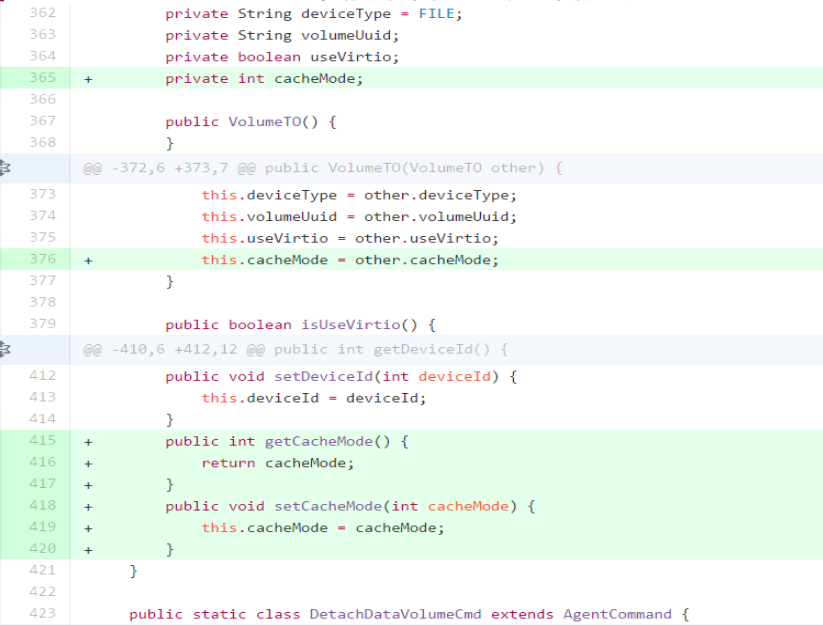 362 private String deviceType = FILE;
363 private String volumeUuid;
364 private boolean useVirtio;
365 + private int cacheMode;
366
367 public VolumeTO() {
368 }
@@ -372,6 +373,7 @@ public VolumeTO(VolumeTO other) {
373 this.deviceType = other.deviceType;
374 this.volumeUuid = other.volumeUuid;
375 this.useVirtio = other.useVirtio;
376 + this.cacheMode = other.cacheMode;
377 }
378
379 public boolean isUseVirtio() {
@@ -410,6 +412,12 @@ public int getDeviceId() {
412 public void setDeviceId(int deviceId) {
413 this.deviceId = deviceId;
414 }
415 + public int getCacheMode() {
416 + return cacheMode;
417 + }
418 + public void setCacheMode(int cacheMode) {
419 + this.cacheMode = cacheMode;
420 + }
421 }
422
423 public static class DetachDataVolumeCmd extends AgentCommand {